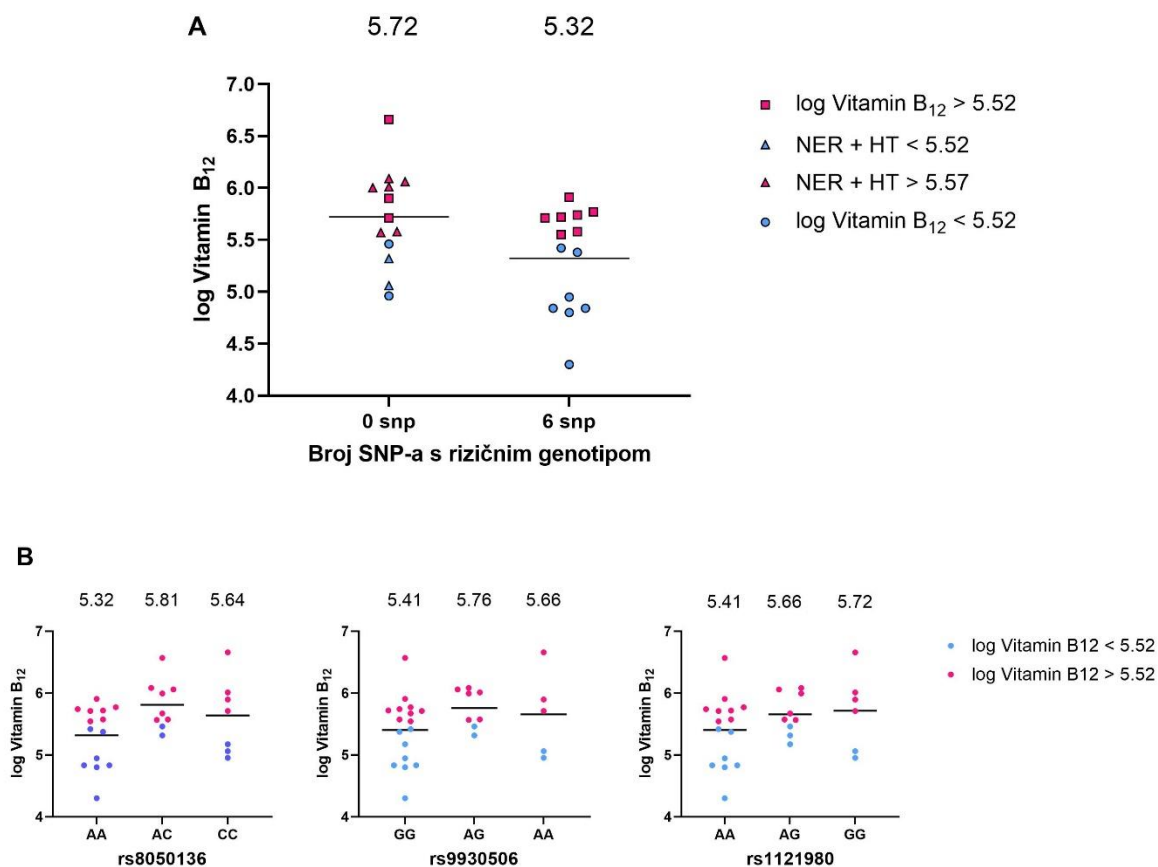 A
5.72 5.32
7.0
6.5
6.0
5.5
5.0
4.5
4.0
log Vitamin B12
0 snp 6 snp
Broj SNP-a s rizičnim genotipom
log Vitamin B12 > 5.52
NER + HT < 5.52
NER + HT > 5.57
log Vitamin B12 < 5.52
B
5.32 5.81 5.64
7
6
5
4
log Vitamin B12
AA AC CC
rs8050136
5.41 5.76 5.66
7
6
5
4
log Vitamin B12
GG AG AA
rs9930506
5.41 5.66 5.72
7
6
5
4
log Vitamin B12
AA AG GG
rs1121980
log Vitamin B12 < 5.52
log Vitamin B12 > 5.52